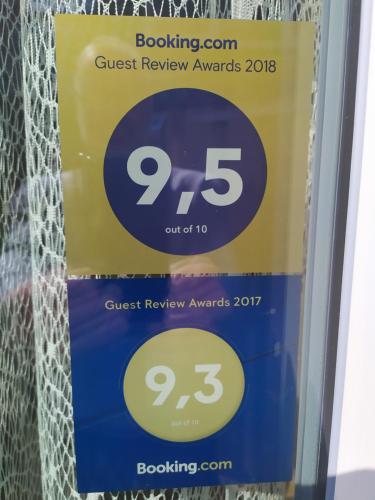 Booking.com
Guest Review Awards 2018
9,5
out of 10
Guest Review Awards 2017
9,3
out of 10
Booking.com